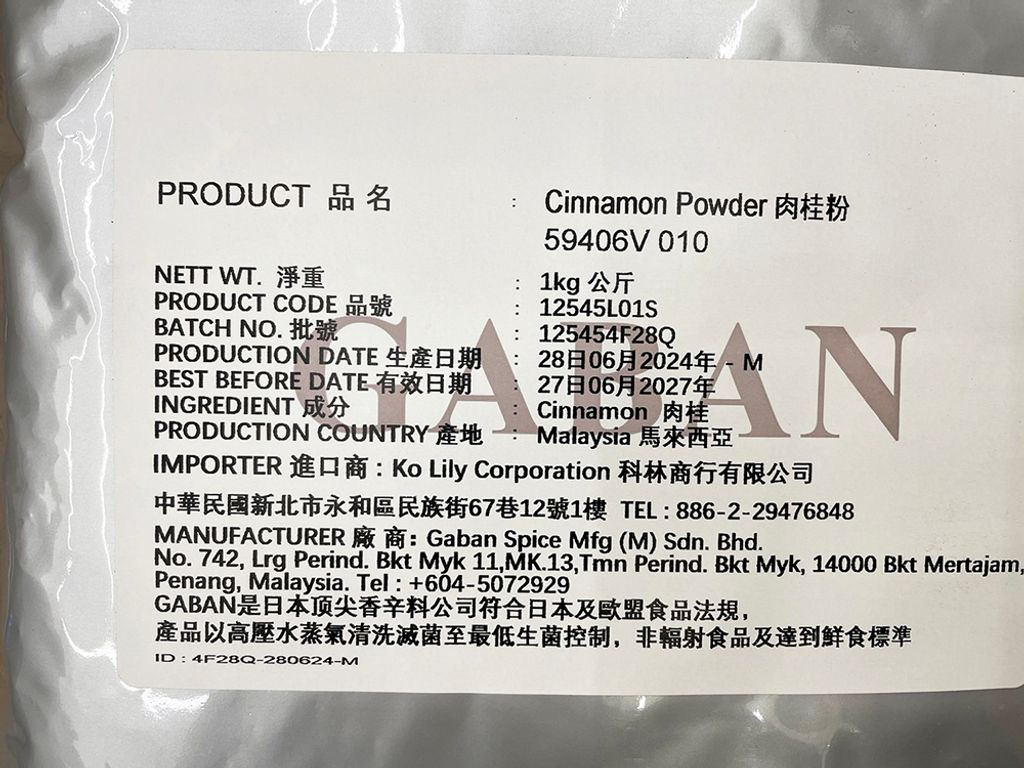 PRODUCT 品名 : Cinnamon Powder 肉桂粉
59406V 010
NETT WT. 淨重 : 1kg 公斤
PRODUCT CODE 品號 : 12545L01S
BATCH NO. 批號 : 125454F28Q
PRODUCTION DATE 生產日期 : 28日06月2024年 - M
BEST BEFORE DATE 有效日期 : 27日06月2027年
INGREDIENT 成分 : Cinnamon 肉桂
PRODUCTION COUNTRY 產地 : Malaysia 馬來西亞
GABAN
IMPORTER 進口商 : Ko Lily Corporation 科林商行有限公司
中華民國新北市永和區民族街67巷12號1樓 TEL : 886-2-29476848
MANUFACTURER 廠商: Gaban Spice Mfg (M) Sdn. Bhd.
No. 742, Lrg Perind. Bkt Myk 11,MK.13,Tmn Perind. Bkt Myk, 14000 Bkt Mertajam,
Penang, Malaysia. Tel : +604-5072929
GABAN是日本顶尖香辛料公司符合日本及歐盟食品法規，
產品以高壓水蒸氣清洗滅菌至最低生菌控制，非輻射食品及達到鮮食標準
ID : 4F28Q-280624-M